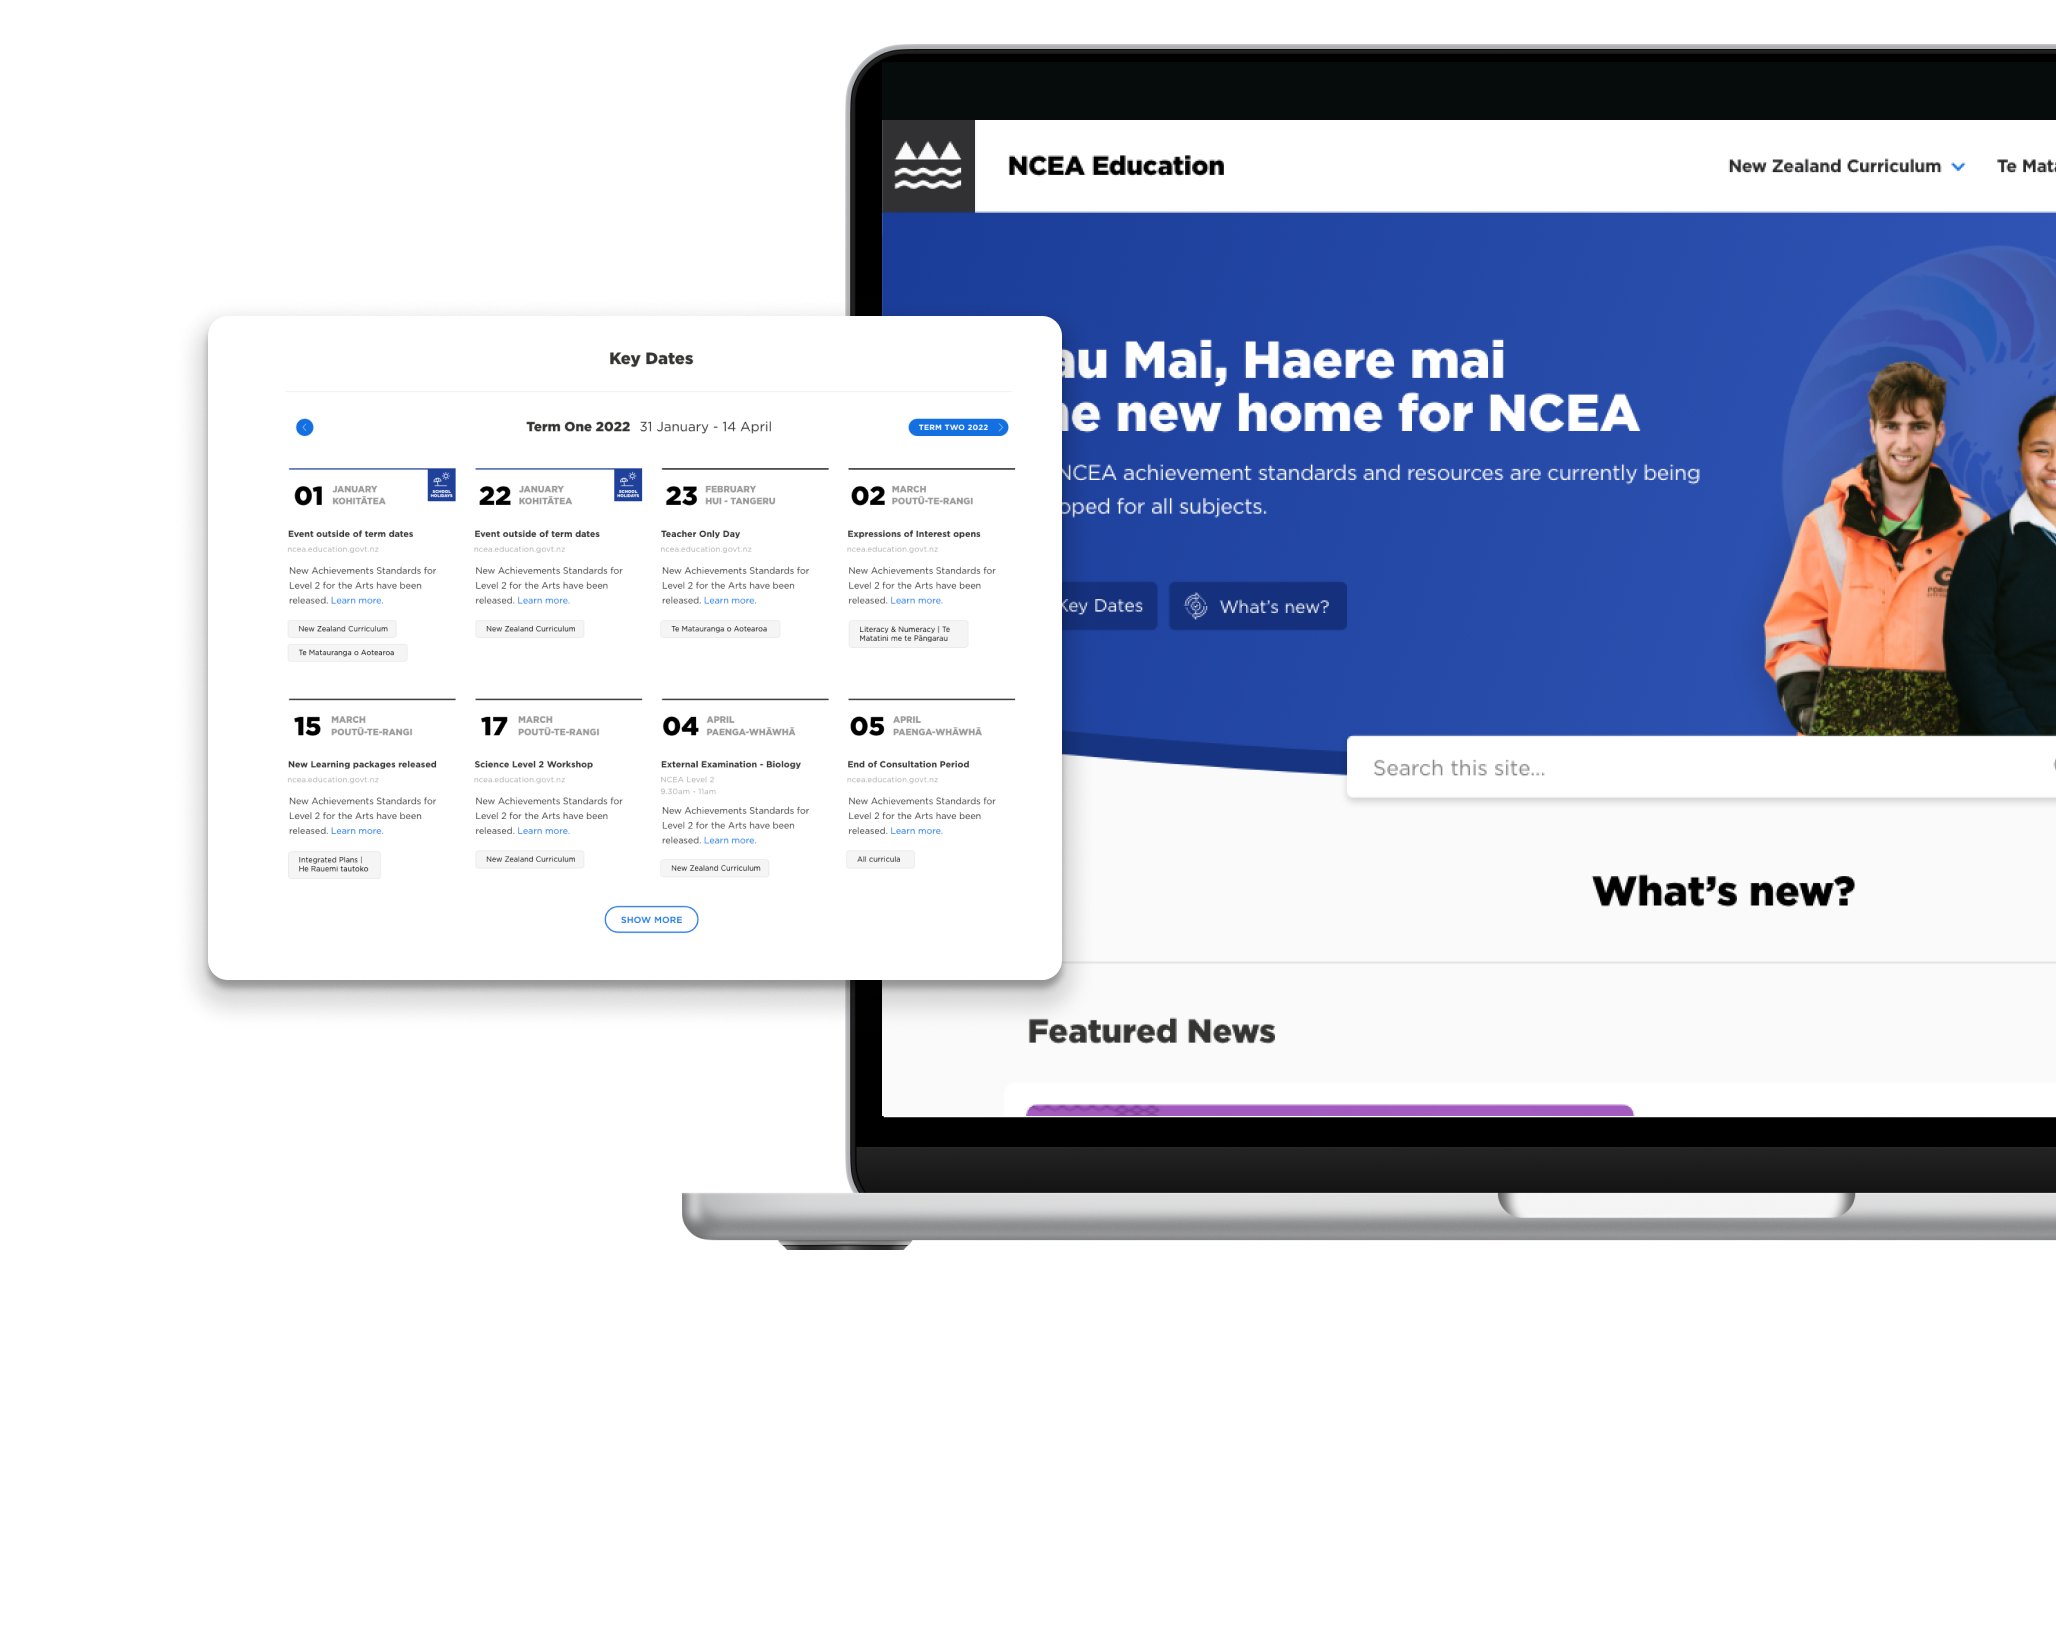 NCEA Education
New Zealand Curriculum
Te Mat
au Mai, Haere mai
e new home for NCEA
NCEA achievement standards and resources are currently being
oped for all subjects.
Key Dates
What's new?
Search this site...
What's new?
Featured News
Key Dates
Term One 2022 31 January - 14 April
TERM TWO 2022
01 JANUARY
KOHITĀTEA
SCHOOL
HOLIDAYS
Event outside of term dates
ncea.education.govt.nz
New Achievements Standards for
Level 2 for the Arts have been
released. Learn more.
New Zealand Curriculum
Te Matauranga o Aotearoa
22 JANUARY
KOHITĀTEA
SCHOOL
HOLIDAYS
Event outside of term dates
ncea.education.govt.nz
New Achievements Standards for
Level 2 for the Arts have been
released. Learn more.
New Zealand Curriculum
23 FEBRUARY
HUI - TANGERU
Teacher Only Day
ncea.education.govt.nz
New Achievements Standards for
Level 2 for the Arts have been
released. Learn more.
Te Matauranga o Aotearoa
02 MARCH
POUTŪ-TE-RANGI
Expressions of Interest opens
ncea.education.govt.nz
New Achievements Standards for
Level 2 for the Arts have been
released. Learn more.
Literacy & Numeracy | Te
Matatini me te Pāngarau
15 MARCH
POUTŪ-TE-RANGI
New Learning packages released
ncea.education.govt.nz
New Achievements Standards for
Level 2 for the Arts have been
released. Learn more.
Integrated Plans |
He Rauemi tautoko
17 MARCH
POUTŪ-TE-RANGI
Science Level 2 Workshop
ncea.education.govt.nz
New Achievements Standards for
Level 2 for the Arts have been
released. Learn more.
New Zealand Curriculum
04 APRIL
PAENGA-WHĀWHĀ
External Examination - Biology
NCEA Level 2
9.30am - 11am
New Achievements Standards for
Level 2 for the Arts have been
released. Learn more.
New Zealand Curriculum
05 APRIL
PAENGA-WHĀWHĀ
End of Consultation Period
ncea.education.govt.nz
New Achievements Standards for
Level 2 for the Arts have been
released. Learn more.
All curricula
SHOW MORE